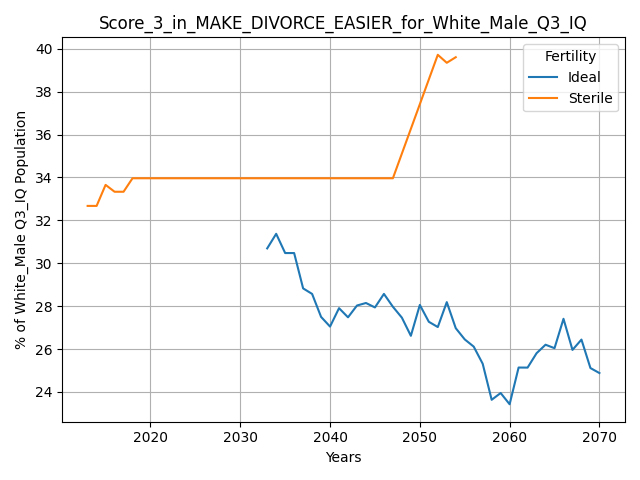 Score_3_in_MAKE_DIVORCE_EASIER_for_White_Male_Q3_IQ
% of White_Male Q3_IQ Population
40
38
36
34
32
30
28
26
24
Fertility
Ideal
Sterile
2020 2030 2040 2050 2060 2070
Years